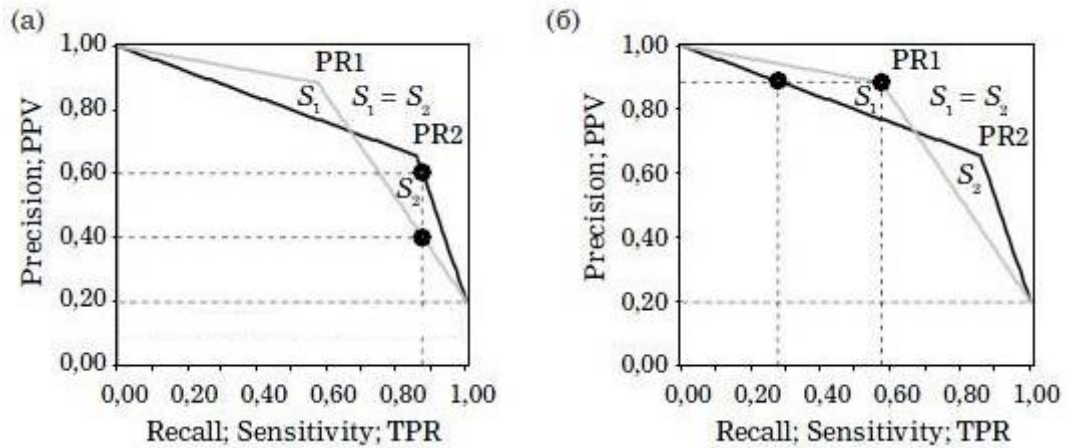 (а)
1,00
0,80
0,60
0,40
0,20
0,00
Precision; PPV
PR1
S1
S1 = S2
PR2
S2
0,00 0,20 0,40 0,60 0,80 1,00
Recall; Sensitivity; TPR
(б)
1,00
0,80
0,60
0,40
0,20
0,00
Precision; PPV
PR1
S1
S1 = S2
PR2
S2
0,00 0,20 0,40 0,60 0,80 1,00
Recall; Sensitivity; TPR